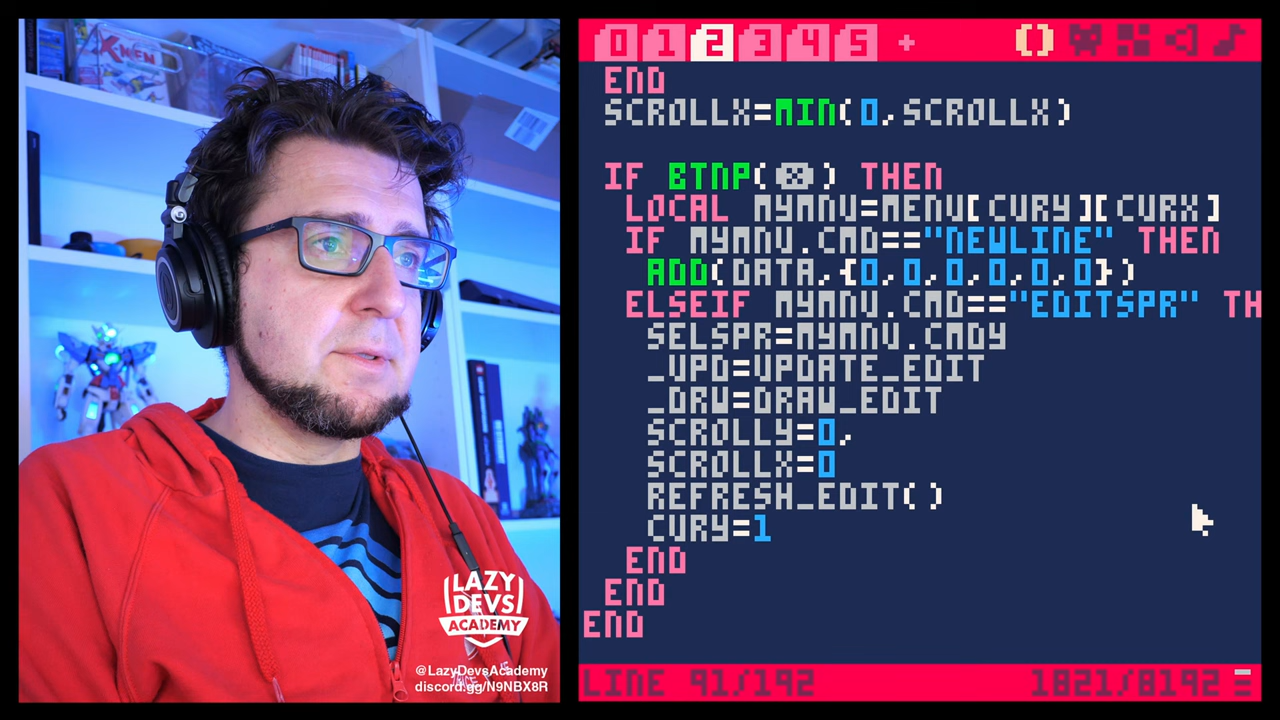 X-MEN
LAZY
DEVS
ACADEMY
@LazyDevsAcademy
discord.gg/N9NBX8R
0 1 2 3 4 5 +
END
SCROLLX=MIN(0,SCROLLX)
IF BTNP(❎) THEN
LOCAL MYMNU=MENU[CURY][CURX]
IF MYMNU.CMD=="NEWLINE" THEN
ADD(DATA,{0,0,0,0,0,0})
ELSEIF MYMNU.CMD=="EDITSPR" TH
SELSPR=MYMNU.CMDY
_UPD=UPDATE_EDIT
_DRW=DRAW_EDIT
SCROLLY=0,
SCROLLX=0
REFRESH_EDIT()
CURY=1
END
END
END
LINE 91/192
1821/8192